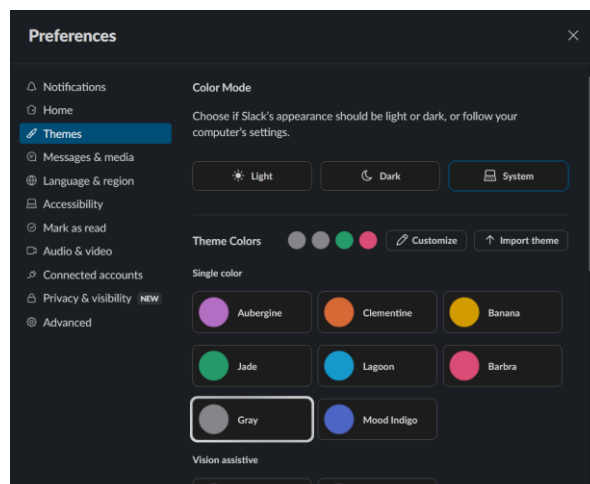 Preferences
Notifications
Home
Themes
Messages & media
Language & region
Accessibility
Mark as read
Audio & video
Connected accounts
Privacy & visibility NEW
Advanced
Color Mode
Choose if Slack's appearance should be light or dark, or follow your
computer's settings.
Light Dark System
Theme Colors Customize Import theme
Single color
Aubergine Clementine Banana
Jade Lagoon Barbra
Gray Mood Indigo
Vision assistive